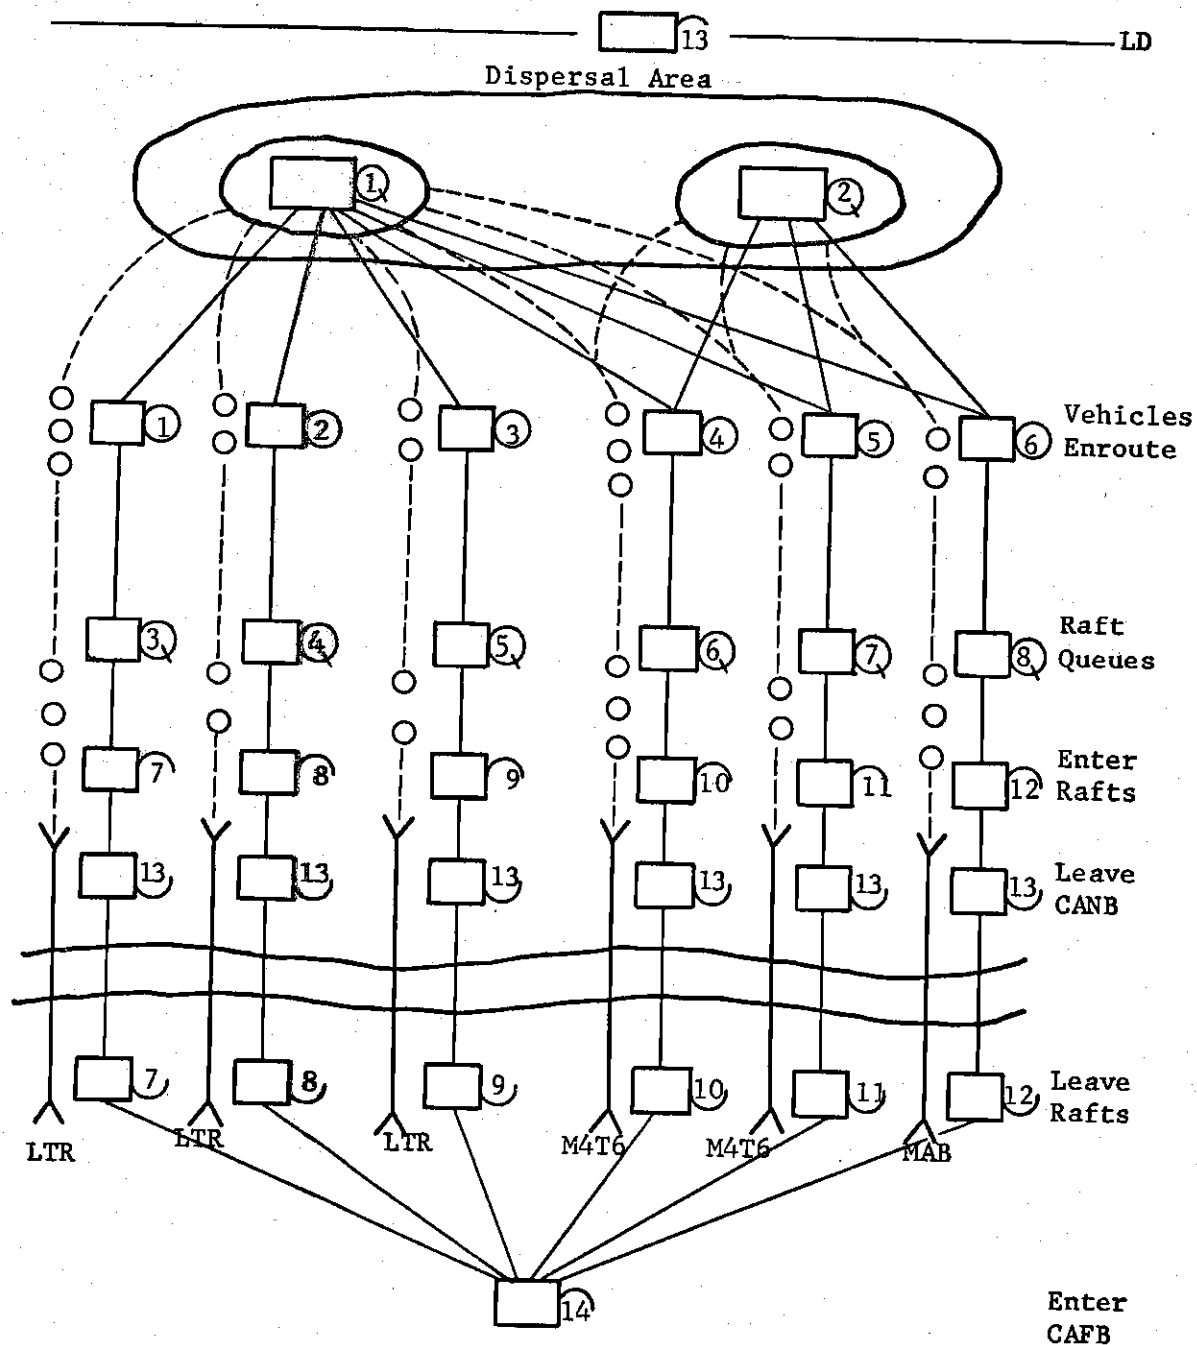 13 LD
Dispersal Area
1 2
1 2 3 4 5 6 Vehicles
Enroute
3 4 5 6 7 8 Raft
Queues
7 8 9 10 11 12 Enter
Rafts
13 13 13 13 13 13 Leave
CANB
7 8 9 10 11 12 Leave
Rafts
LTR LTR LTR M4T6 M4T6 MAB
14 Enter
CAFB